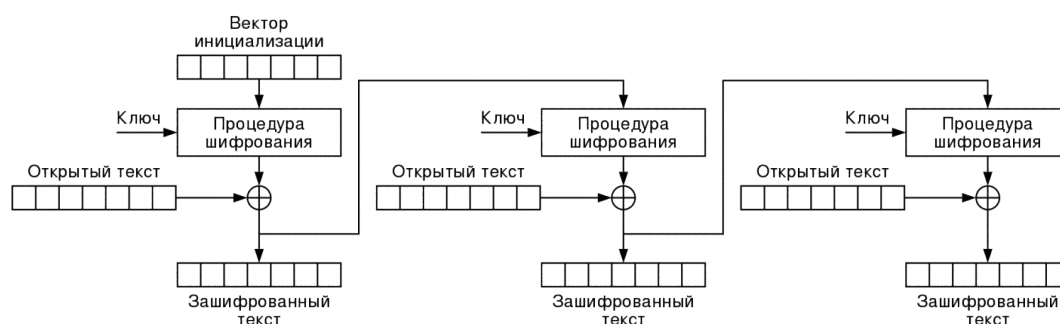 Вектор
инициализации
Ключ
Процедура
шифрования
Ключ
Процедура
шифрования
Ключ
Процедура
шифрования
Открытый текст
Открытый текст
Открытый текст
Зашифрованный
текст
Зашифрованный
текст
Зашифрованный
текст